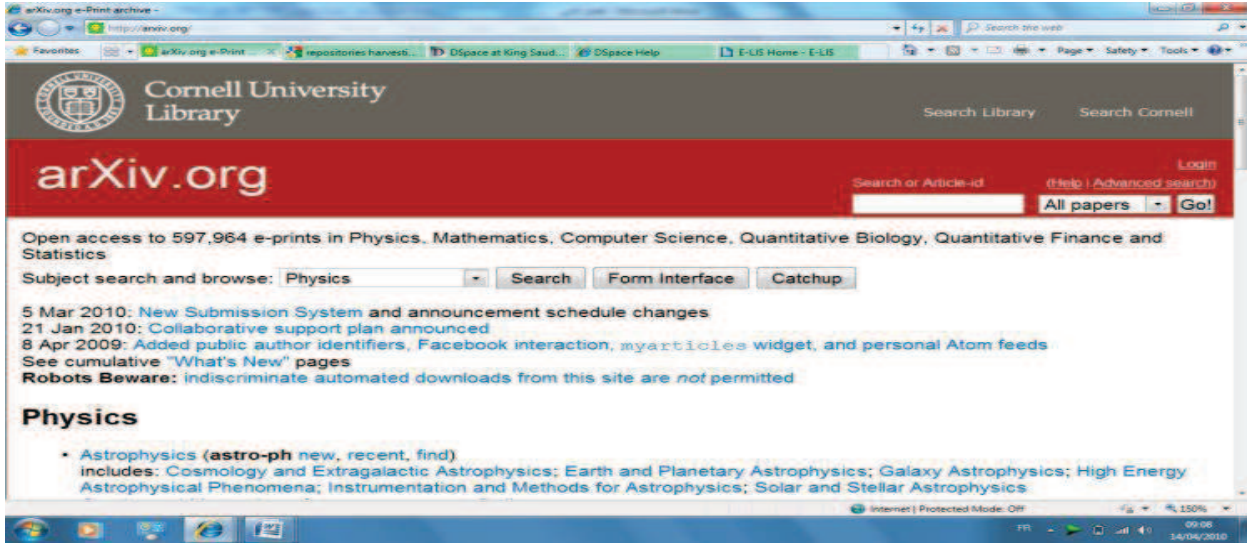 arXiv.org e-Print archive -
http://arxiv.org/
Search the web
Favorites arXiv.org e-Print ... repositories harvesti... DSpace at King Saud... DSpace Help E-LIS Home - E-LIS Page Safety Tools
Cornell University
Library
Search Library Search Cornell
arXiv.org
Login
Search or Article-id (Help | Advanced search)
All papers Go!
Open access to 597,964 e-prints in Physics, Mathematics, Computer Science, Quantitative Biology, Quantitative Finance and
Statistics
Subject search and browse: Physics Search Form Interface Catchup
5 Mar 2010: New Submission System and announcement schedule changes
21 Jan 2010: Collaborative support plan announced
8 Apr 2009: Added public author identifiers, Facebook interaction, myarticles widget, and personal Atom feeds
See cumulative "What's New" pages
Robots Beware: indiscriminate automated downloads from this site are not permitted
Physics
• Astrophysics (astro-ph new, recent, find)
includes: Cosmology and Extragalactic Astrophysics; Earth and Planetary Astrophysics; Galaxy Astrophysics; High Energy
Astrophysical Phenomena; Instrumentation and Methods for Astrophysics; Solar and Stellar Astrophysics
Internet | Protected Mode: Off 150%
FR 09:08
14/04/2010